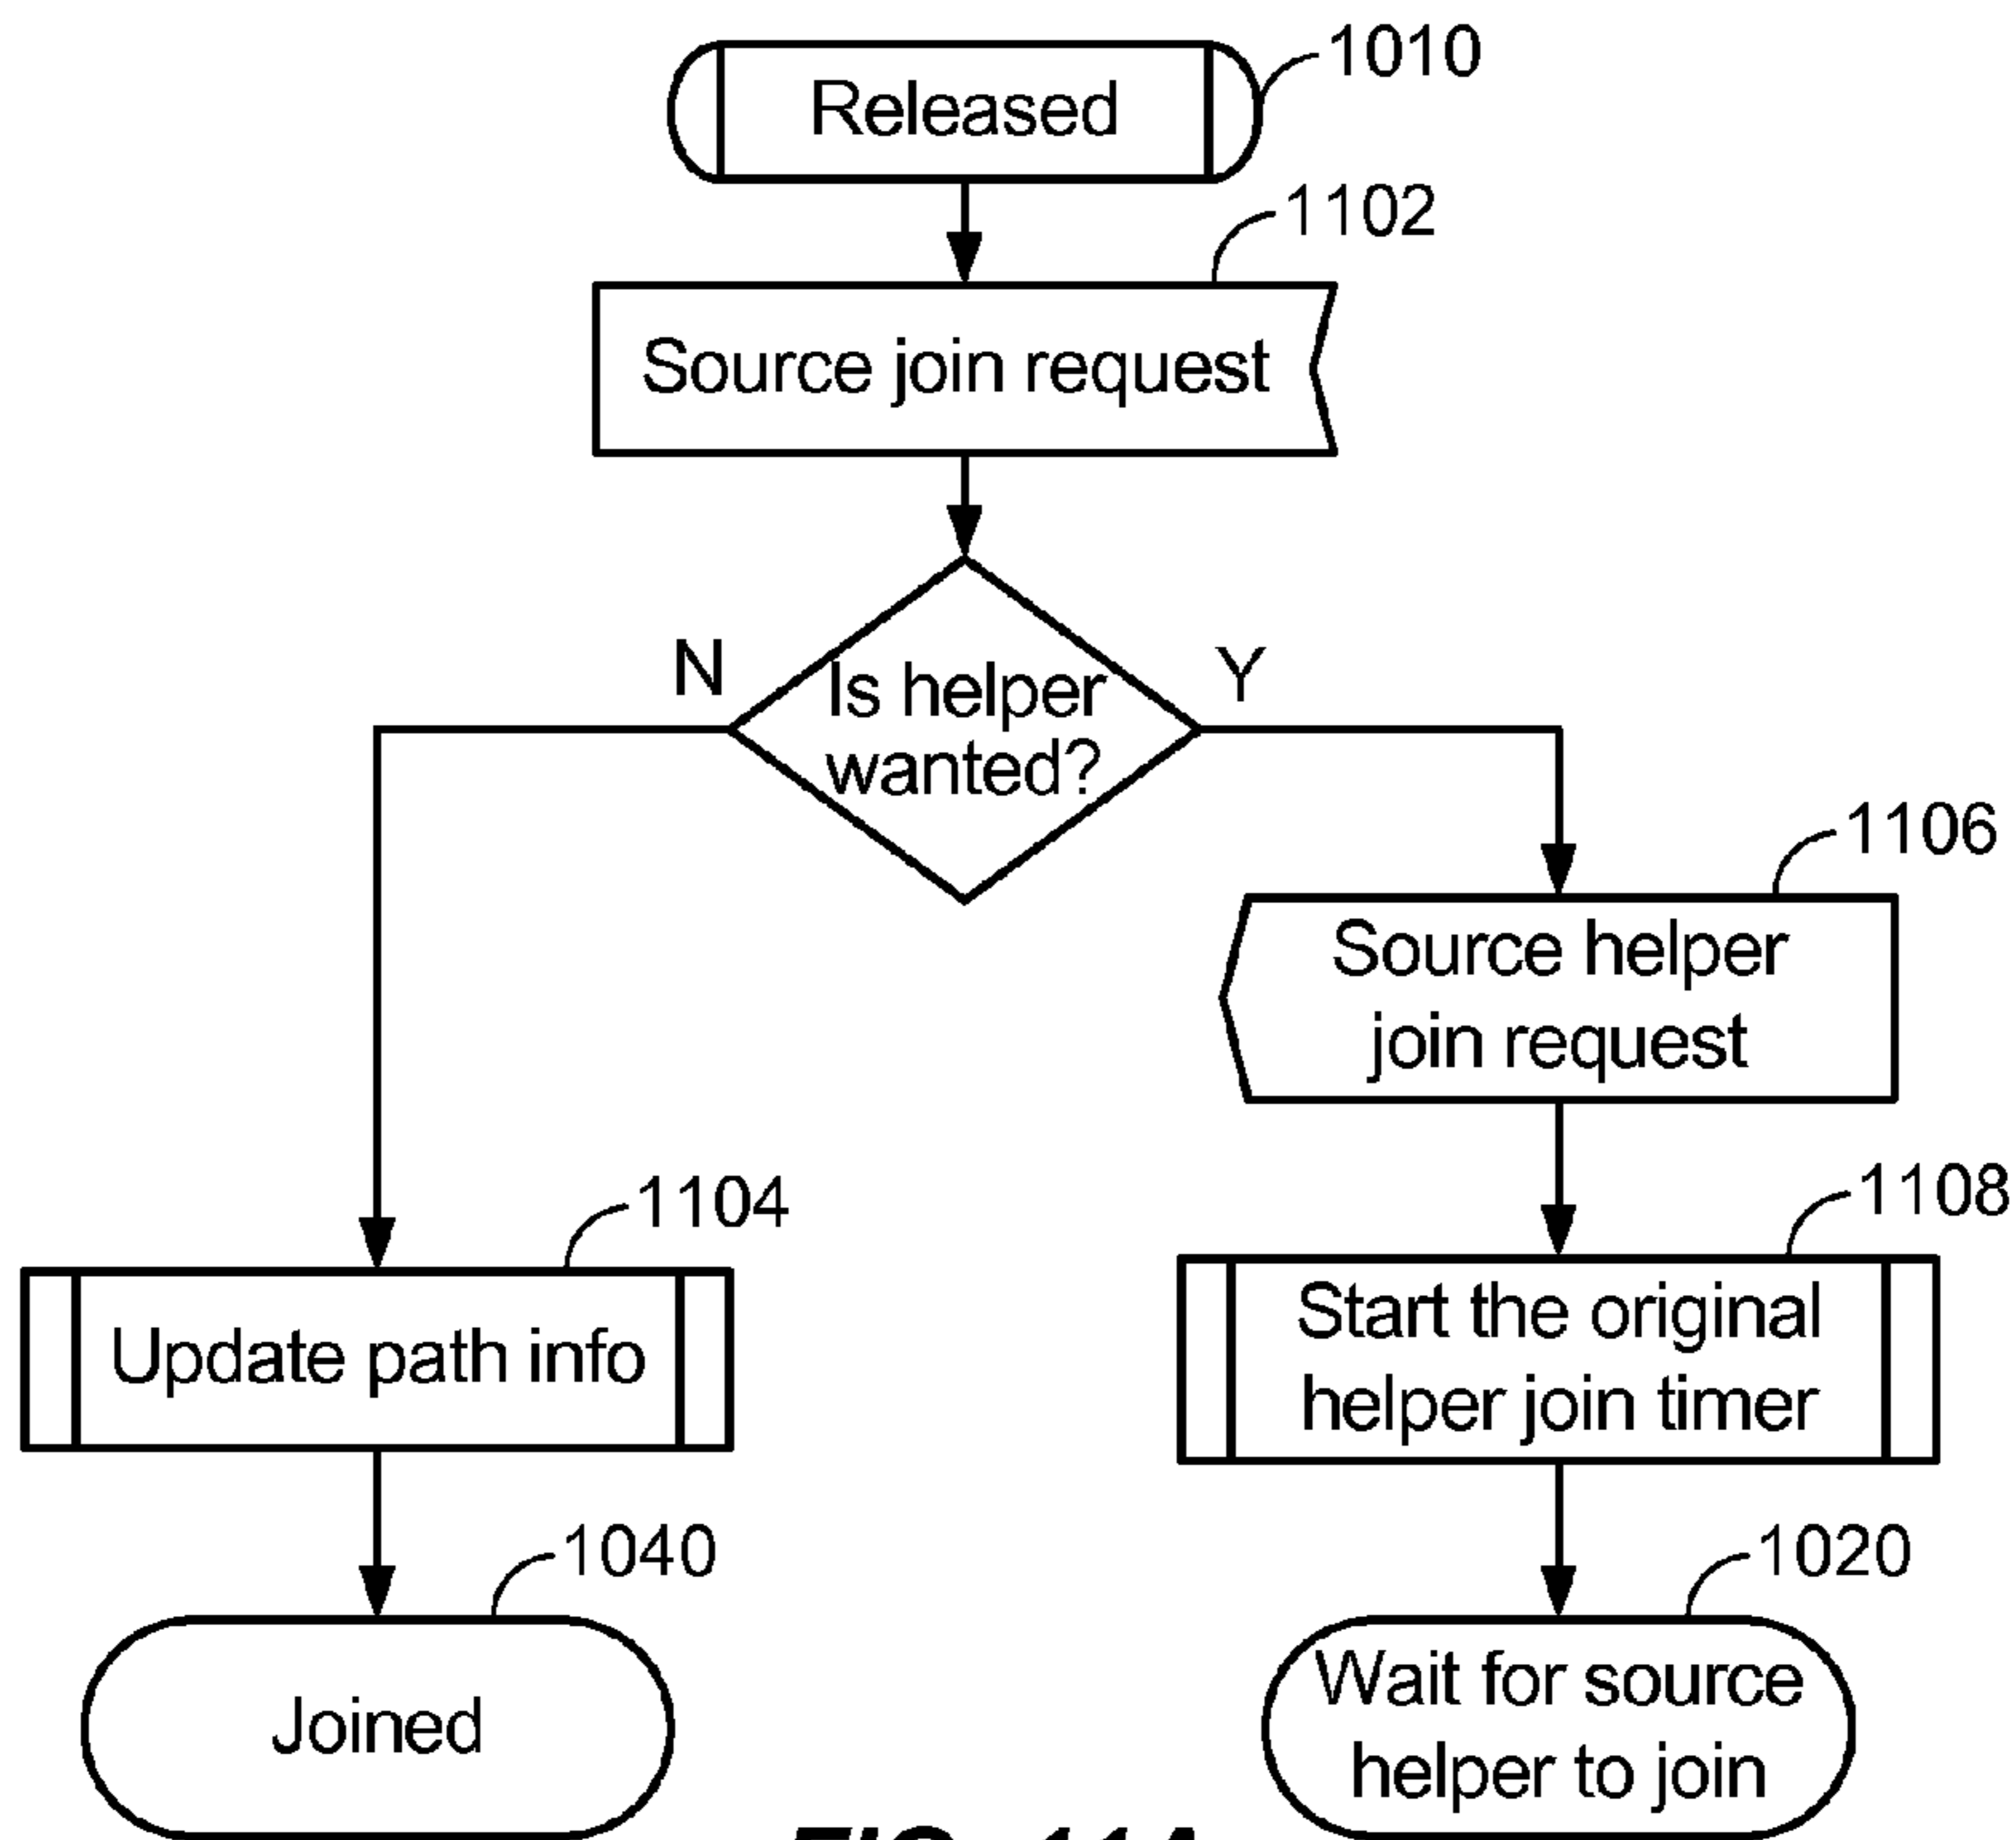 1010
Released
1102
Source join request
N
Y
Is helper
wanted?
1106
Source helper
join request
1104
1108
Update path info
Start the original
helper join timer
1040
1020
Joined
Wait for source
helper to join